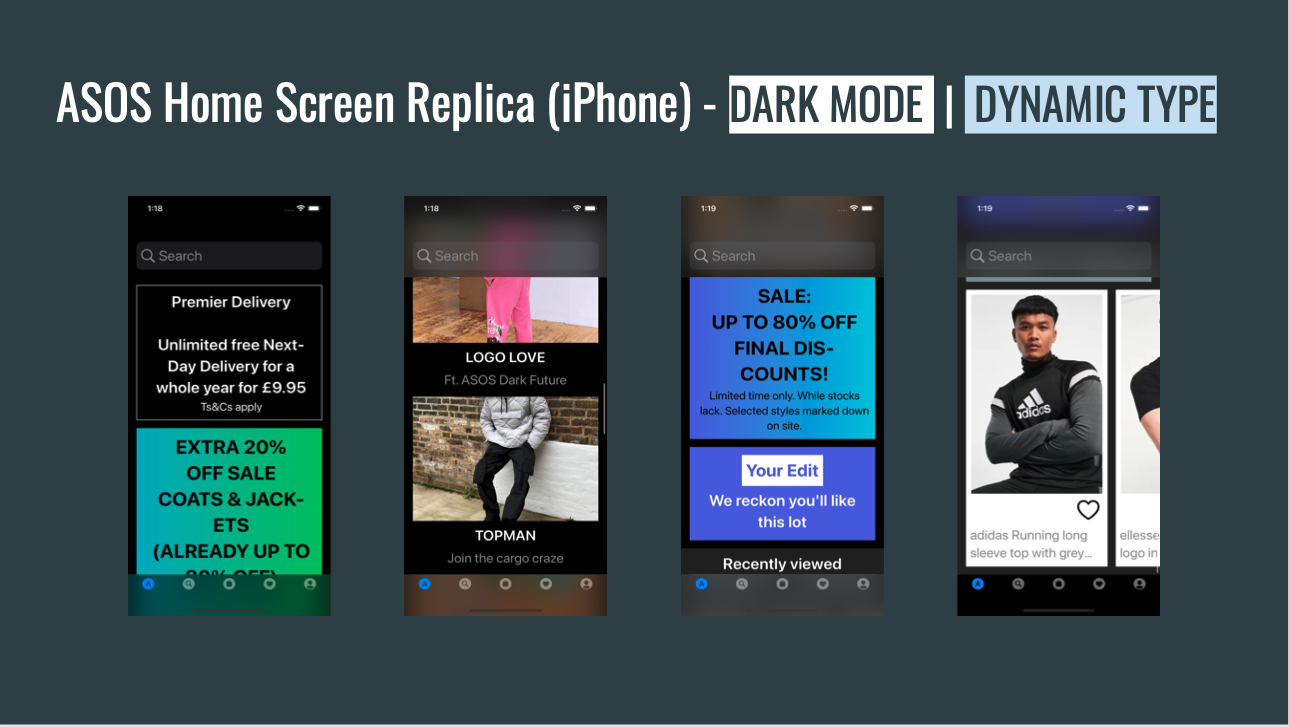 ASOS Home Screen Replica (iPhone) - DARK MODE | DYNAMIC TYPE
1:18
Search
Premier Delivery
Unlimited free Next-
Day Delivery for a
whole year for £9.95
Ts&Cs apply
EXTRA 20%
OFF SALE
COATS & JACK-
ETS
(ALREADY UP TO
1:18
Search
LOGO LOVE
Ft. ASOS Dark Future
TOPMAN
Join the cargo craze
1:19
Search
SALE:
UP TO 80% OFF
FINAL DIS-
COUNTS!
Limited time only. While stocks
lack. Selected styles marked down
on site.
Your Edit
We reckon you'll like
this lot
Recently viewed
1:19
Search
adidas
adidas Running long
sleeve top with grey...
ellesse
logo in